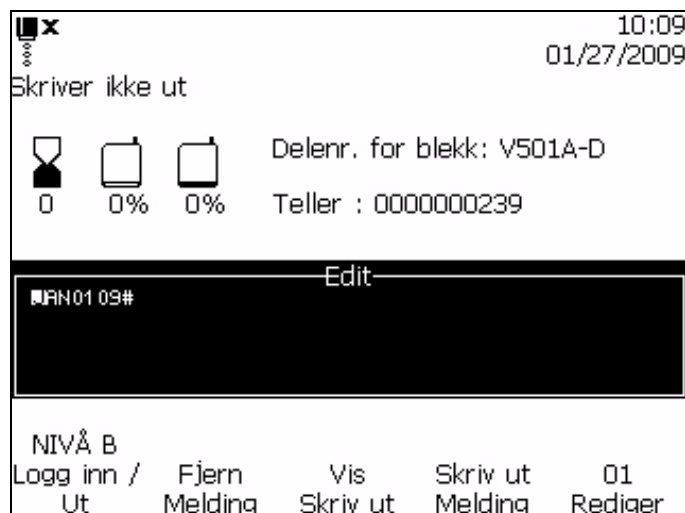 10:09
01/27/2009
Skriver ikke ut
Delenr. for blekk: V501A-D
0 0% 0%
Teller : 0000000239
Edit
JAN01 09#
NIVÅ B
Logg inn / Ut
Fjern Melding
Vis Skriv ut
Skriv ut Melding
01 Rediger